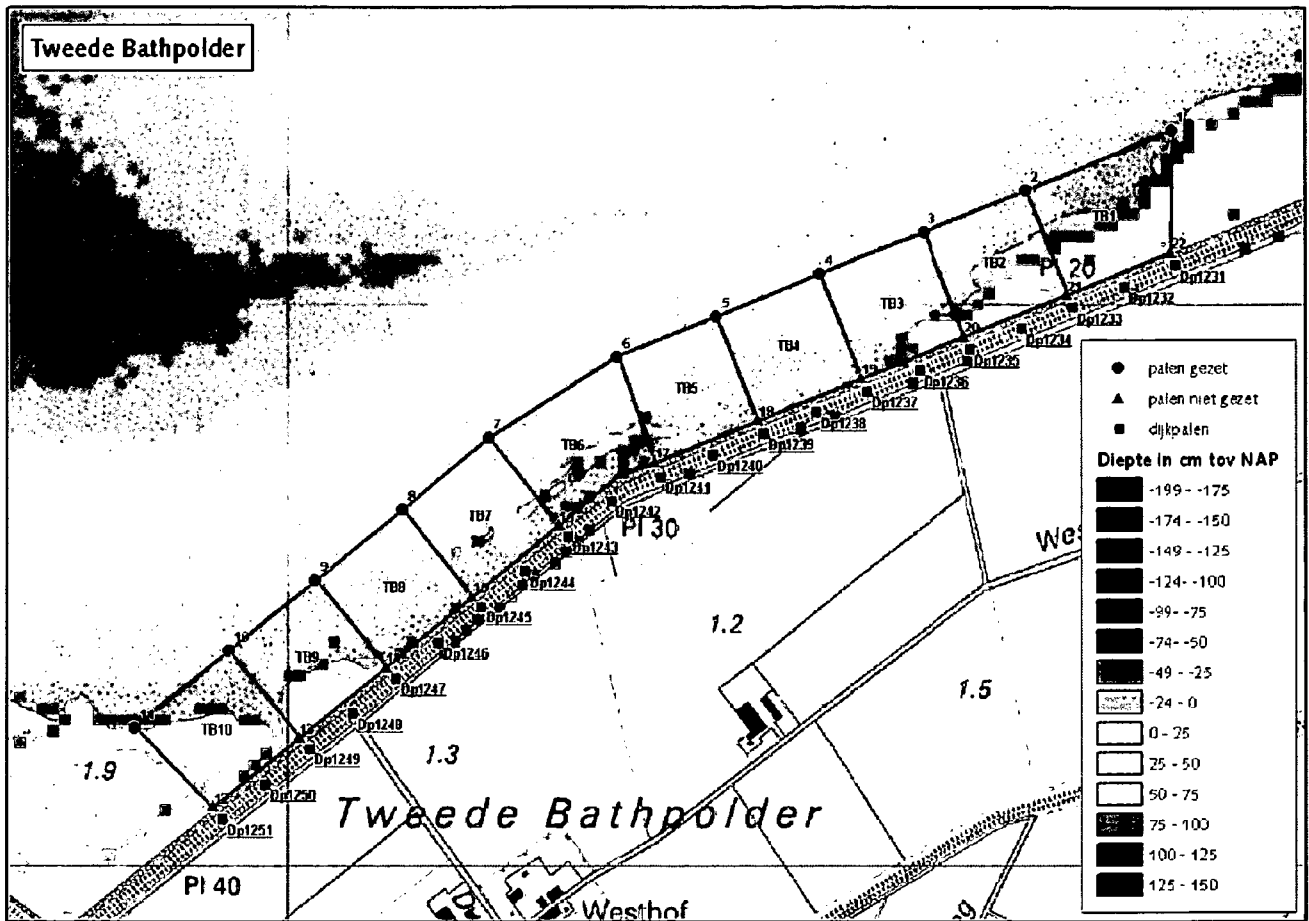 Tweede Bathpolder
1
2
3
4
5
6
7
8
9
10
TB1
TB2
TB3
TB4
TB5
TB6
TB7
TB8
TB9
TB10
22
21
20
19
18
17
15
12
PI 20
PI 30
PI 40
Dp1231
Dp1232
Dp1233
Dp1234
Dp1235
Dp1236
Dp1237
Dp1238
Dp1239
Dp1240
Dp1241
Dp1242
Dp1243
Dp1244
Dp1245
Dp1246
Dp1247
Dp1248
Dp1249
Dp1250
Dp1251
1.2
1.5
1.3
1.9
Tweede Bathpolder
Westhof
palen gezet
palen niet gezet
dijkpalen
Diepte in cm tov NAP
-199 - -175
-174 - -150
-149 - -125
-124 - -100
-99 - -75
-74 - -50
-49 - -25
-24 - 0
0 - 25
25 - 50
50 - 75
75 - 100
100 - 125
125 - 150